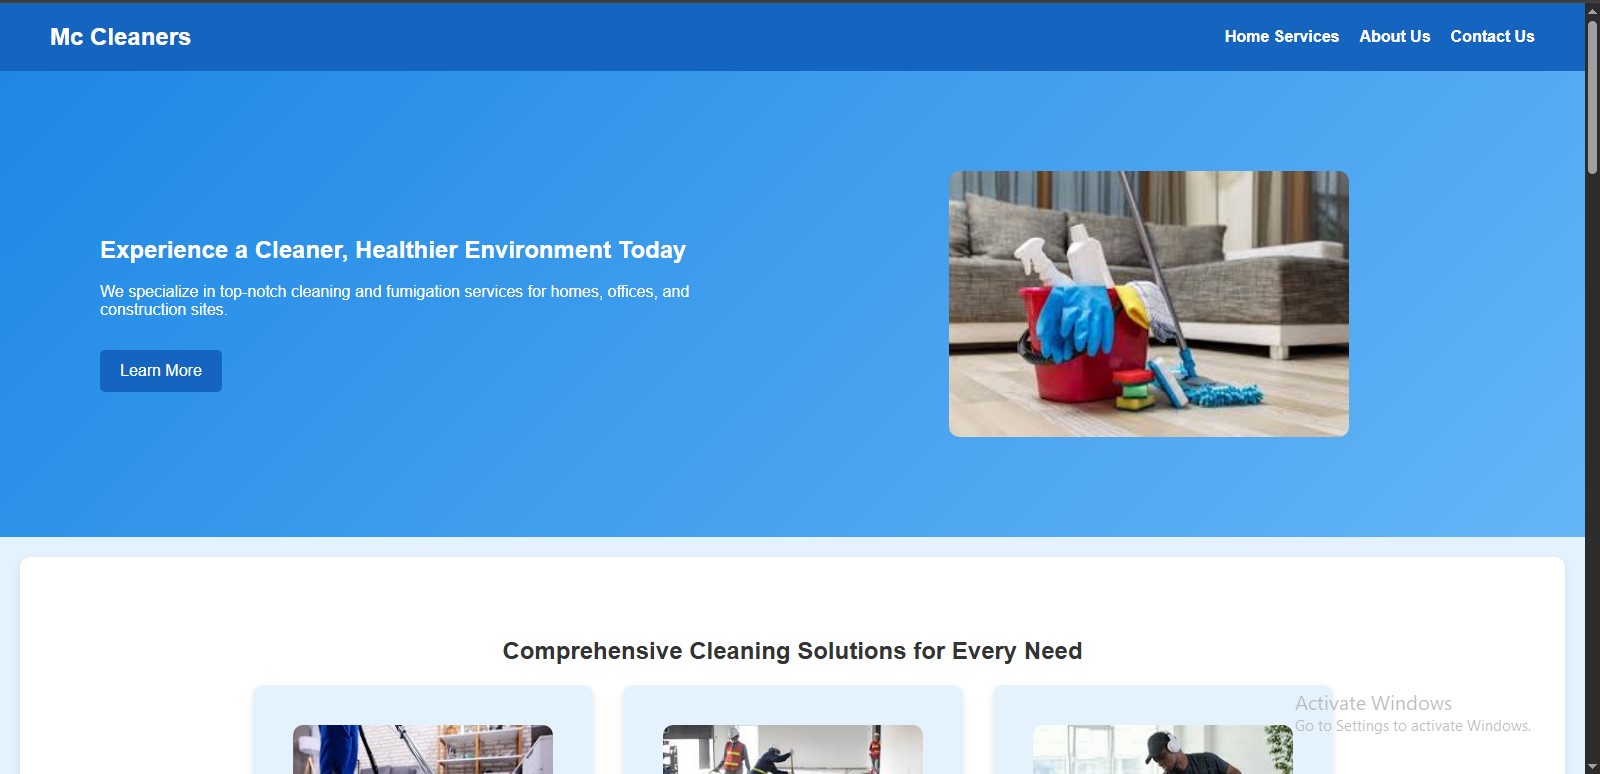 Mc Cleaners
Home Services About Us Contact Us
Experience a Cleaner, Healthier Environment Today
We specialize in top-notch cleaning and fumigation services for homes, offices, and
construction sites.
Learn More
Comprehensive Cleaning Solutions for Every Need
Activate Windows
Go to Settings to activate Windows.